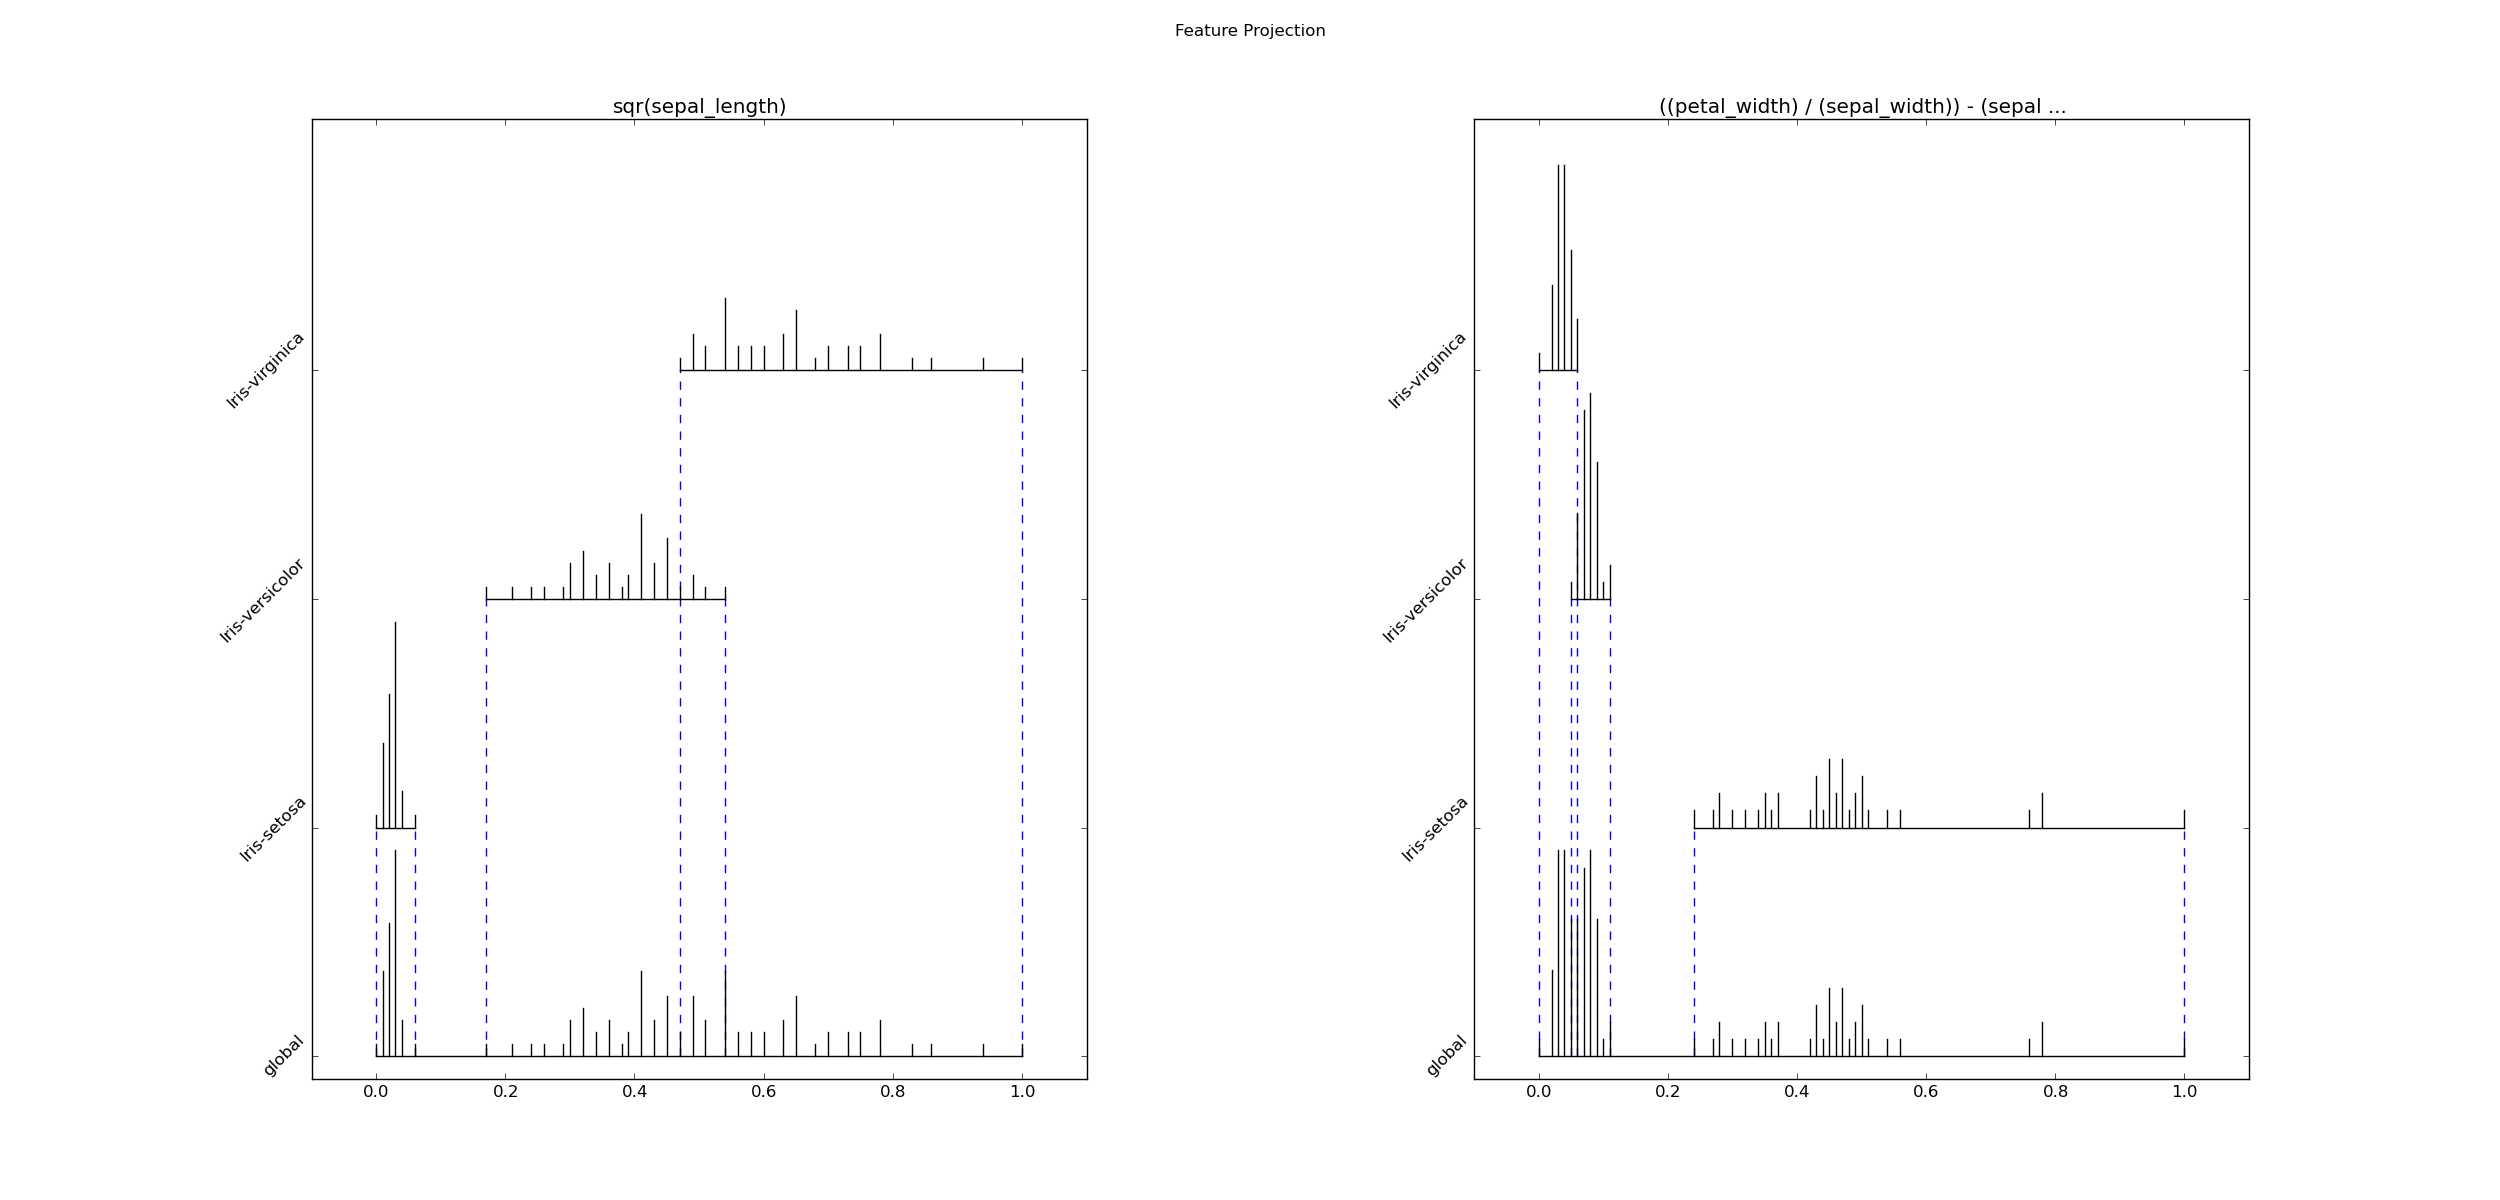 Feature Projection
sqr(sepal_length)
Iris-virginica
Iris-versicolor
Iris-setosa
global
0.0 0.2 0.4 0.6 0.8 1.0
((petal_width) / (sepal_width)) - (sepal ...
Iris-virginica
Iris-versicolor
Iris-setosa
global
0.0 0.2 0.4 0.6 0.8 1.0